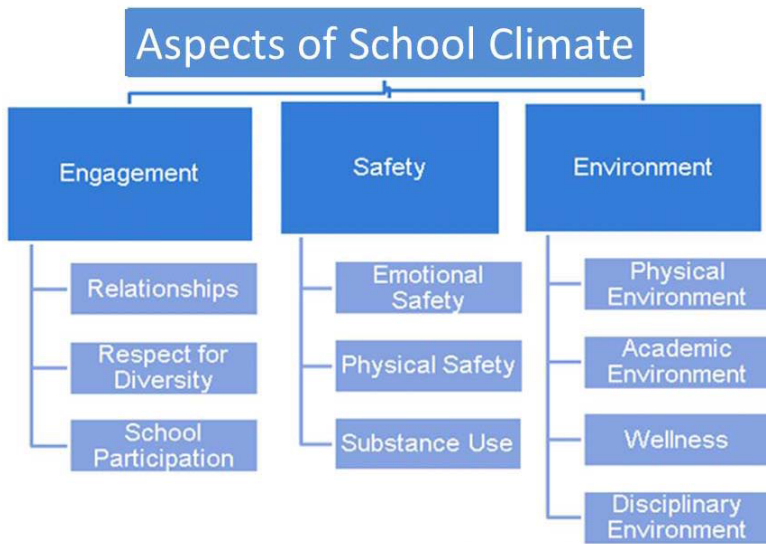 Aspects of School Climate
Engagement
Relationships
Respect for
Diversity
School
Participation
Safety
Emotional
Safety
Physical Safety
Substance Use
Environment
Physical
Environment
Academic
Environment
Wellness
Disciplinary
Environment